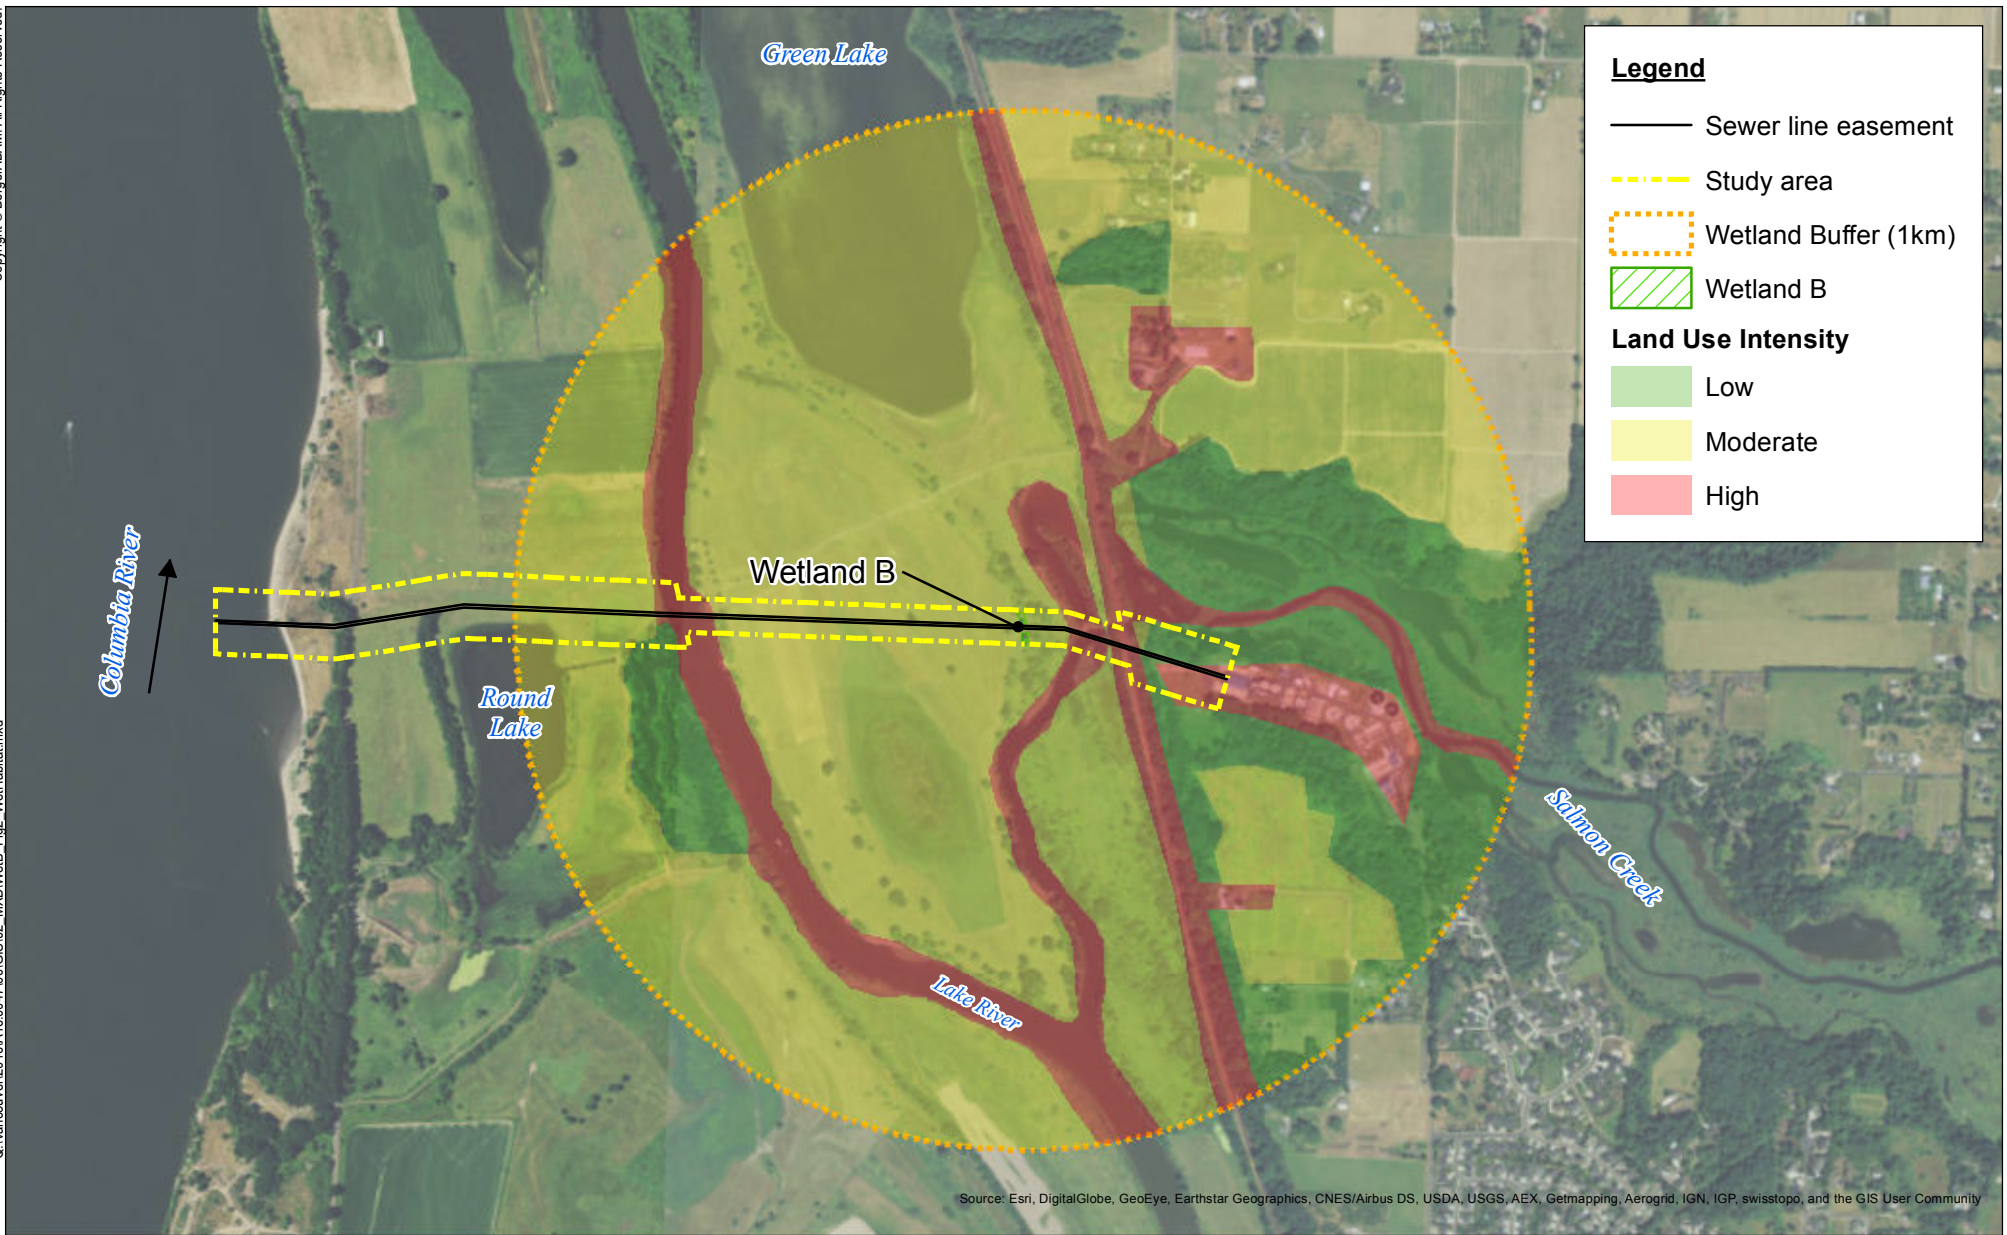 Green Lake
Legend
Sewer line easement
Study area
Wetland Buffer (1km)
Wetland B
Land Use Intensity
Low
Moderate
High
Columbia River
Wetland B
Round
Lake
Salmon Creek
Lake River
Source: Esri, DigitalGlobe, GeoEye, Earthstar Geographics, CNES/Airbus DS, USDA, USGS, AEX, Getmapping, Aerogrid, IGN, IGP, swisstopo, and the GIS User Community